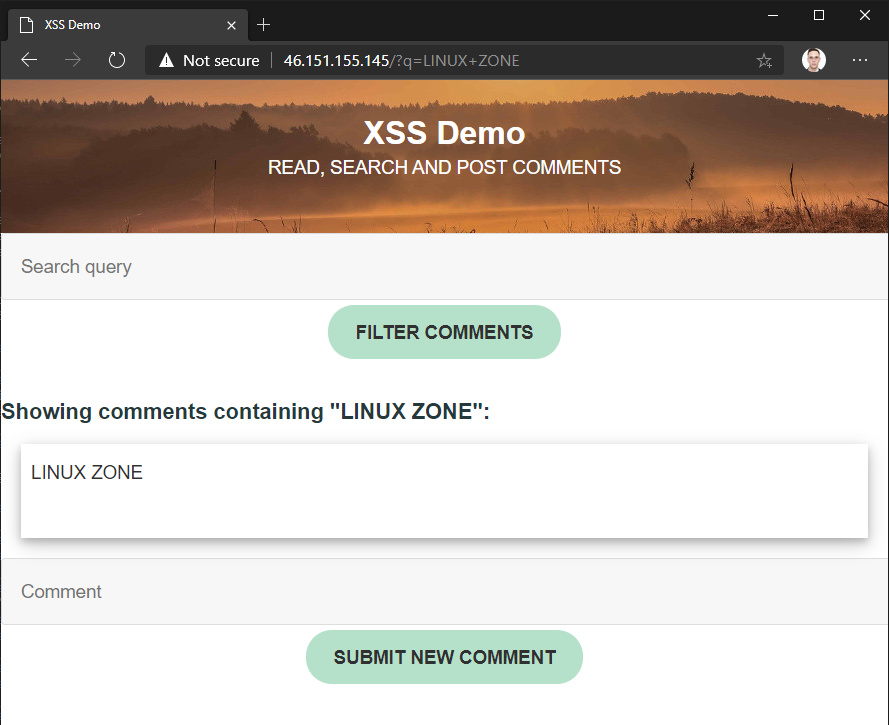 XSS Demo
Not secure
46.151.155.145/?q=LINUX+ZONE
XSS Demo
READ, SEARCH AND POST COMMENTS
Search query
FILTER COMMENTS
Showing comments containing "LINUX ZONE":
LINUX ZONE
Comment
SUBMIT NEW COMMENT